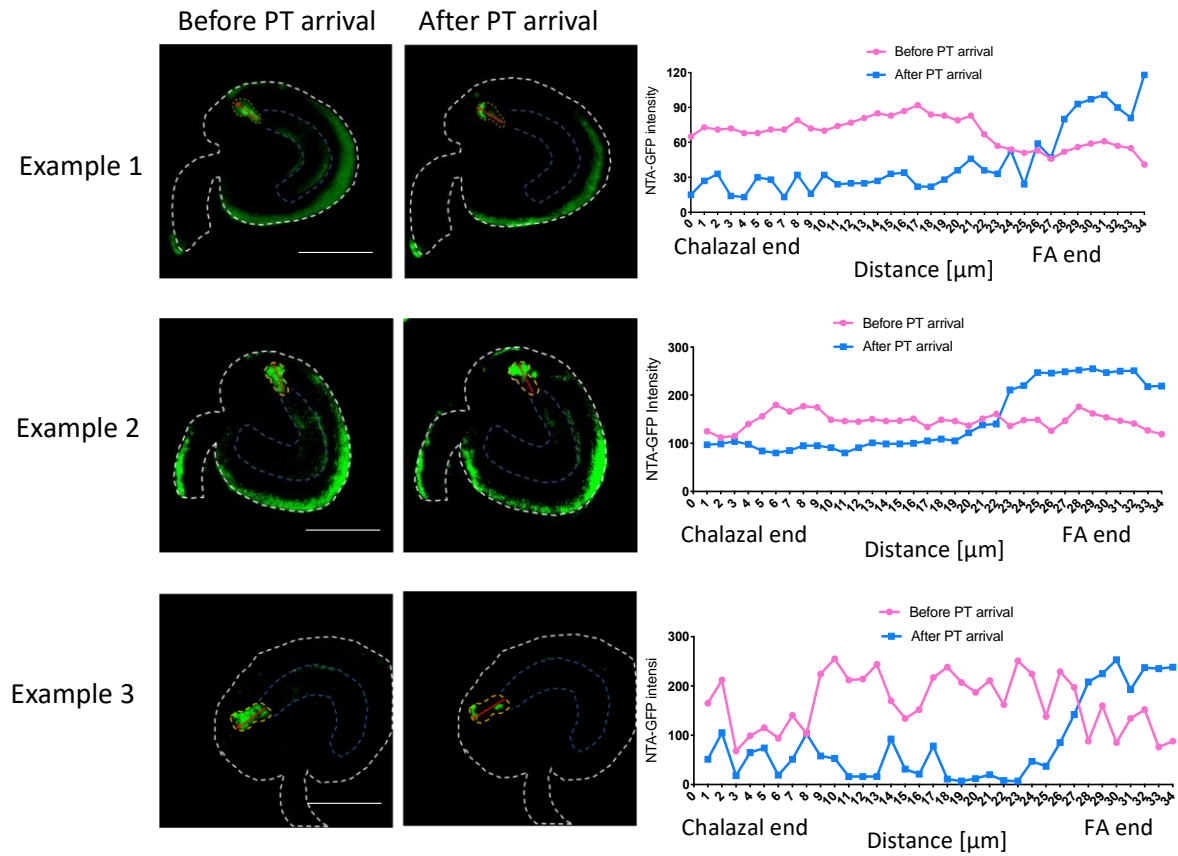 Before PT arrival After PT arrival
Example 1
Before PT arrival
After PT arrival
NTA-GFP intensity
120
90
60
30
0
0 1 2 3 4 5 6 7 8 9 10 11 12 13 14 15 16 17 18 19 20 21 22 23 24 25 26 27 28 29 30 31 32 33 34
Chalazal end FA end
Distance [µm]
Example 2
Before PT arrival
After PT arrival
NTA-GFP Intensity
300
200
100
0
0 1 2 3 4 5 6 7 8 9 10 11 12 13 14 15 16 17 18 19 20 21 22 23 24 25 26 27 28 29 30 31 32 33 34
Chalazal end FA end
Distance [µm]
Example 3
Before PT arrival
After PT arrival
NTA-GFP intensi
300
200
100
0
0 1 2 3 4 5 6 7 8 9 10 11 12 13 14 15 16 17 18 19 20 21 22 23 24 25 26 27 28 29 30 31 32 33 34
Chalazal end FA end
Distance [µm]